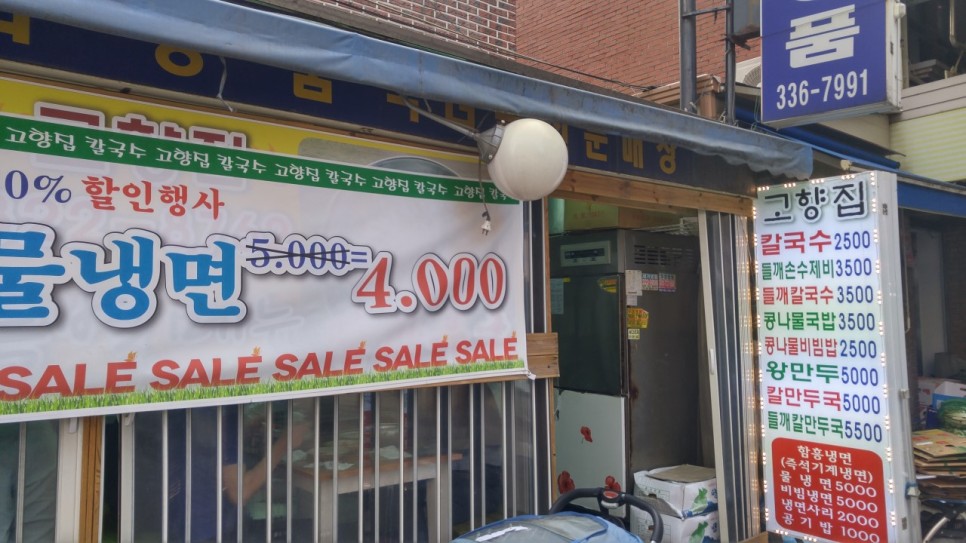 품
336-7991
문매장
고향집 칼국수 고향집 칼국수 고향집 칼국수 고향집 칼국수 고향집
0% 할인행사
물냉면 5.000= 4.000
SALE SALE SALE SALE SALE
고향집
칼국수 2500
들깨손수제비 3500
들깨칼국수 3500
콩나물국밥 3500
콩나물비빔밥 2500
왕만두 5000
칼만두국 5000
들깨칼만두국 5500
함흥냉면
(즉석기계냉면)
물냉면 5000
비빔냉면 5000
냉면사리 2000
공기밥 1000